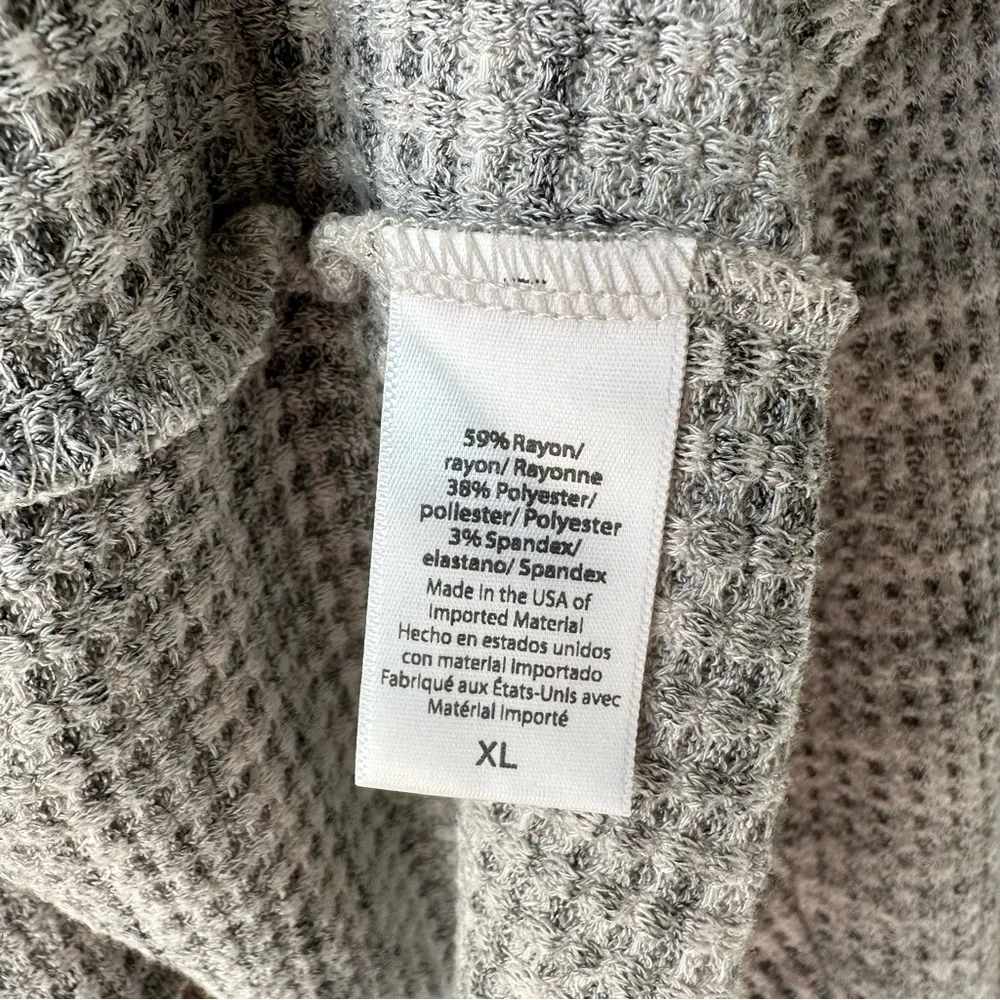 59% Rayon/
rayon/ Rayonne
38% Polyester/
poliester/ Polyester
3% Spandex/
elastano/ Spandex
Made in the USA of
Imported Material
Hecho en estados unidos
con material importado
Fabriqué aux États-Unis avec
Matérial Importé
XL